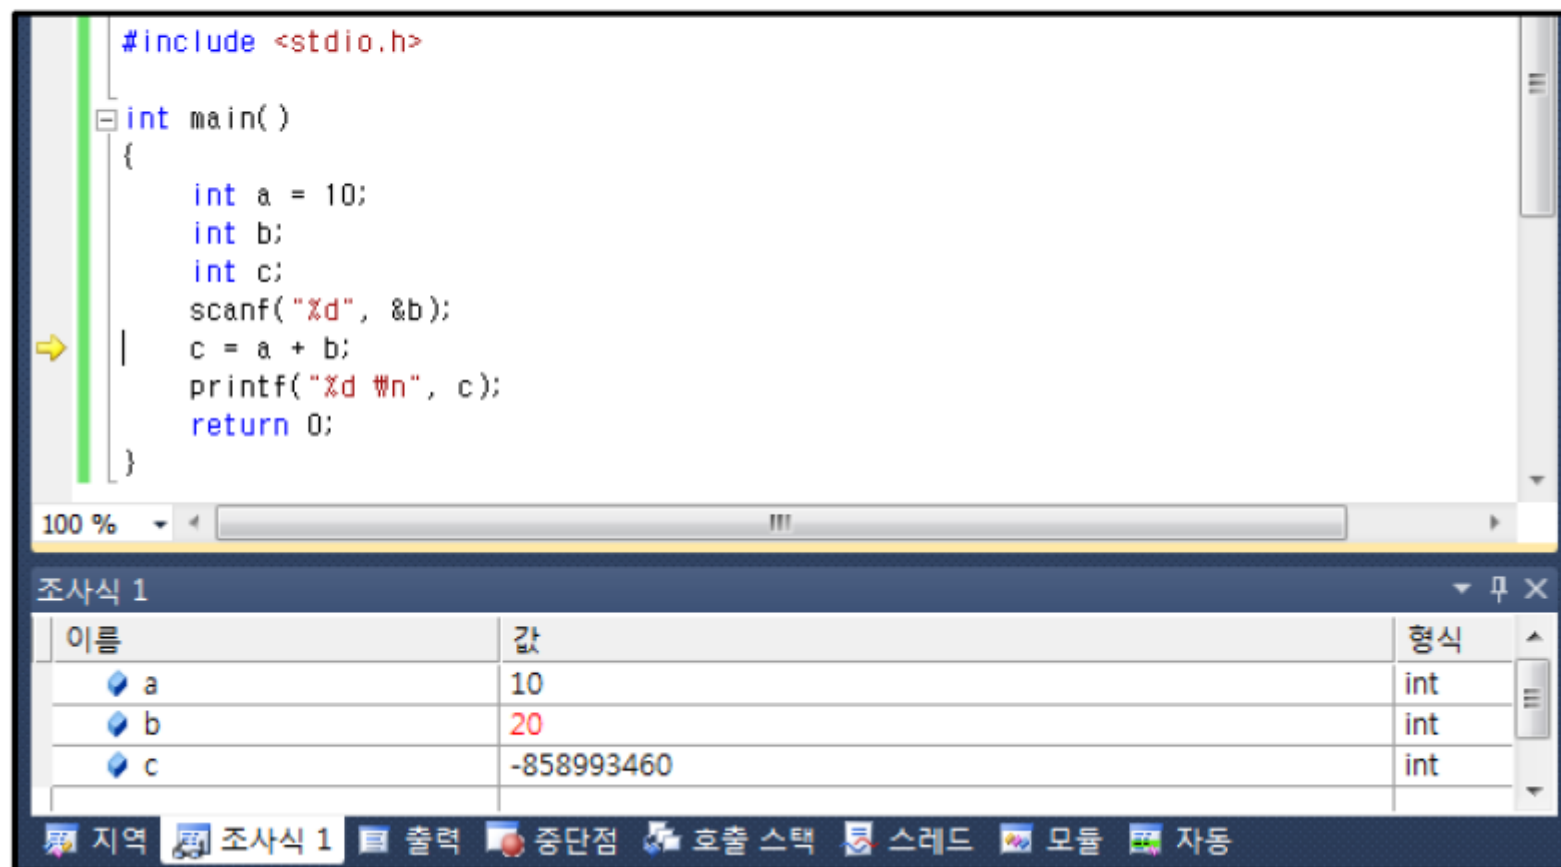 #include <stdio.h>
int main()
{
int a = 10;
int b;
int c;
scanf("%d", &b);
c = a + b;
printf("%d ₩n", c);
return 0;
}
100 %
조사식 1
이름 값 형식
a 10 int
b 20 int
c -858993460 int
지역 조사식 1 출력 중단점 호출 스택 스레드 모듈 자동